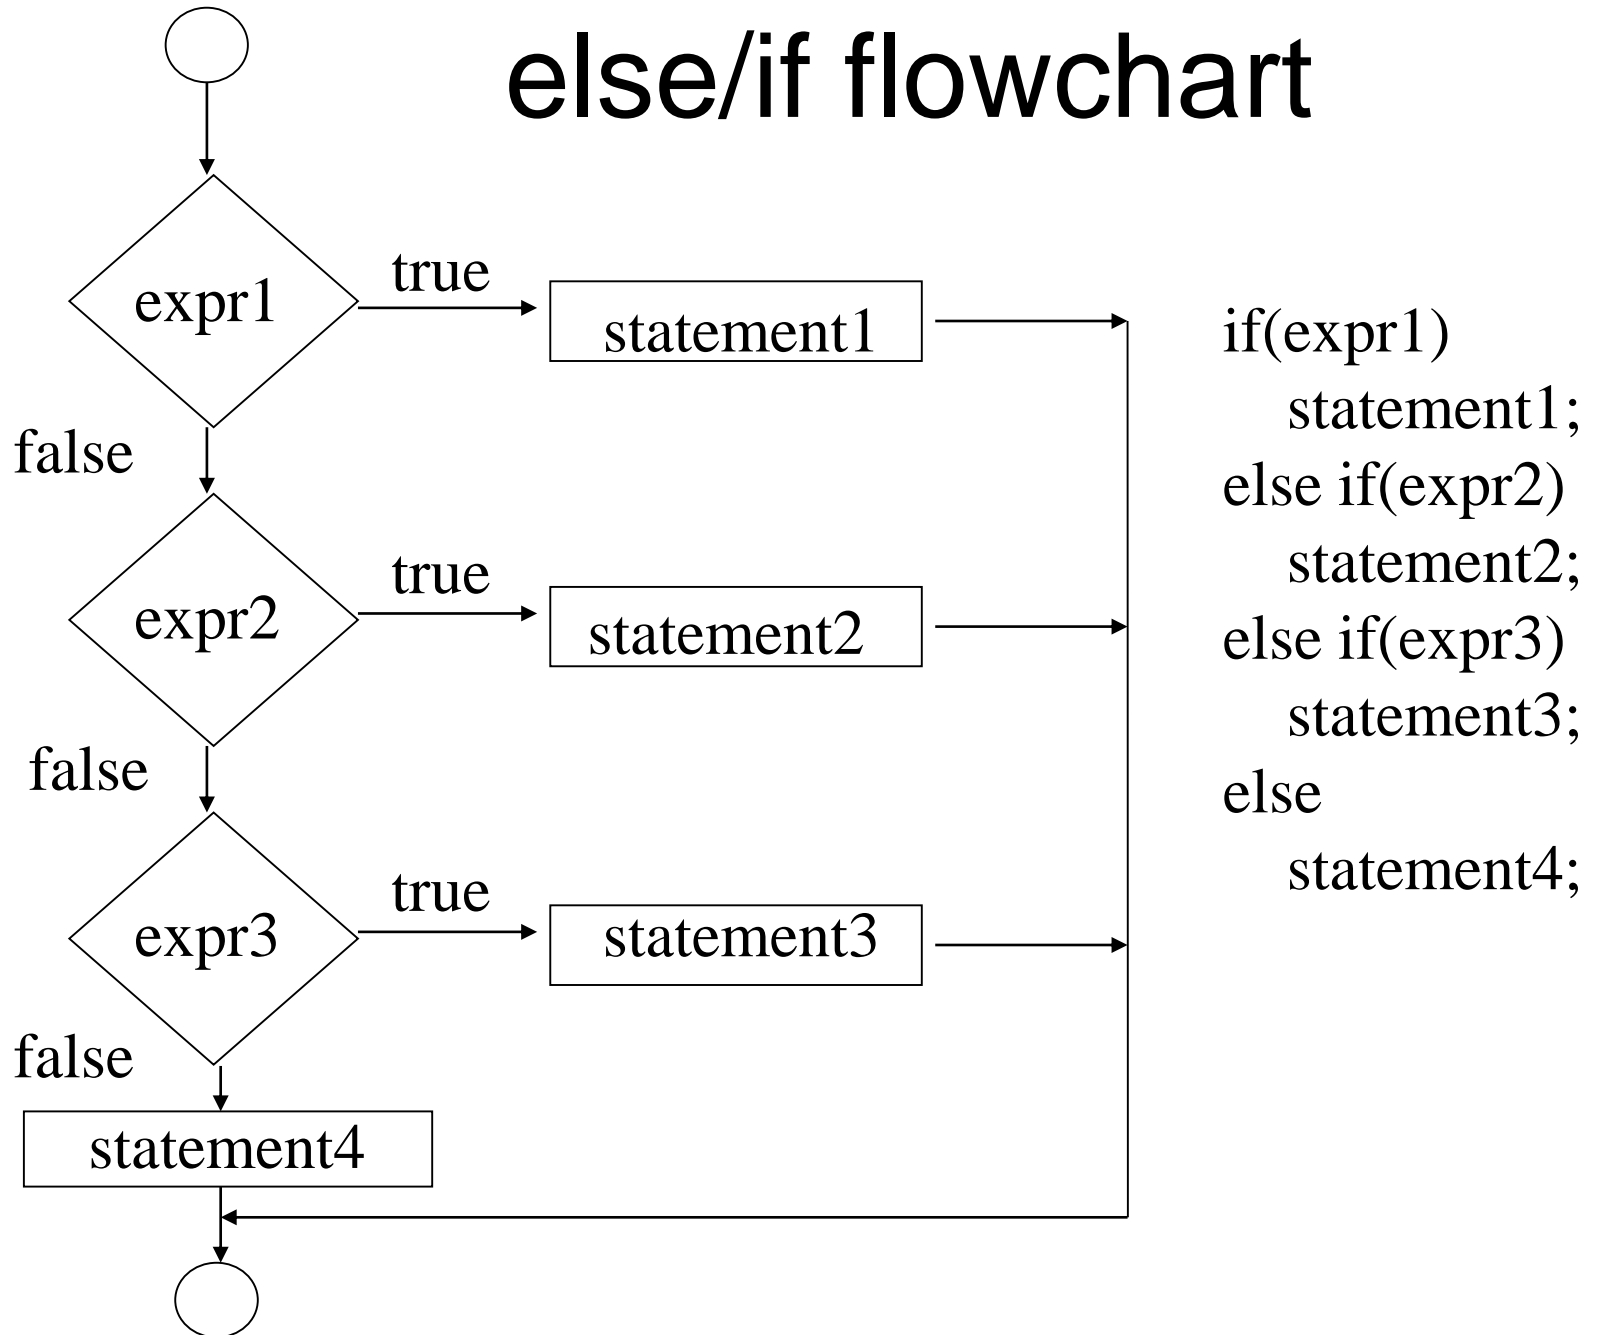 else/if flowchart
expr1
true
statement1
false
expr2
true
statement2
false
expr3
true
statement3
false
statement4
if(expr1)
statement1;
else if(expr2)
statement2;
else if(expr3)
statement3;
else
statement4;